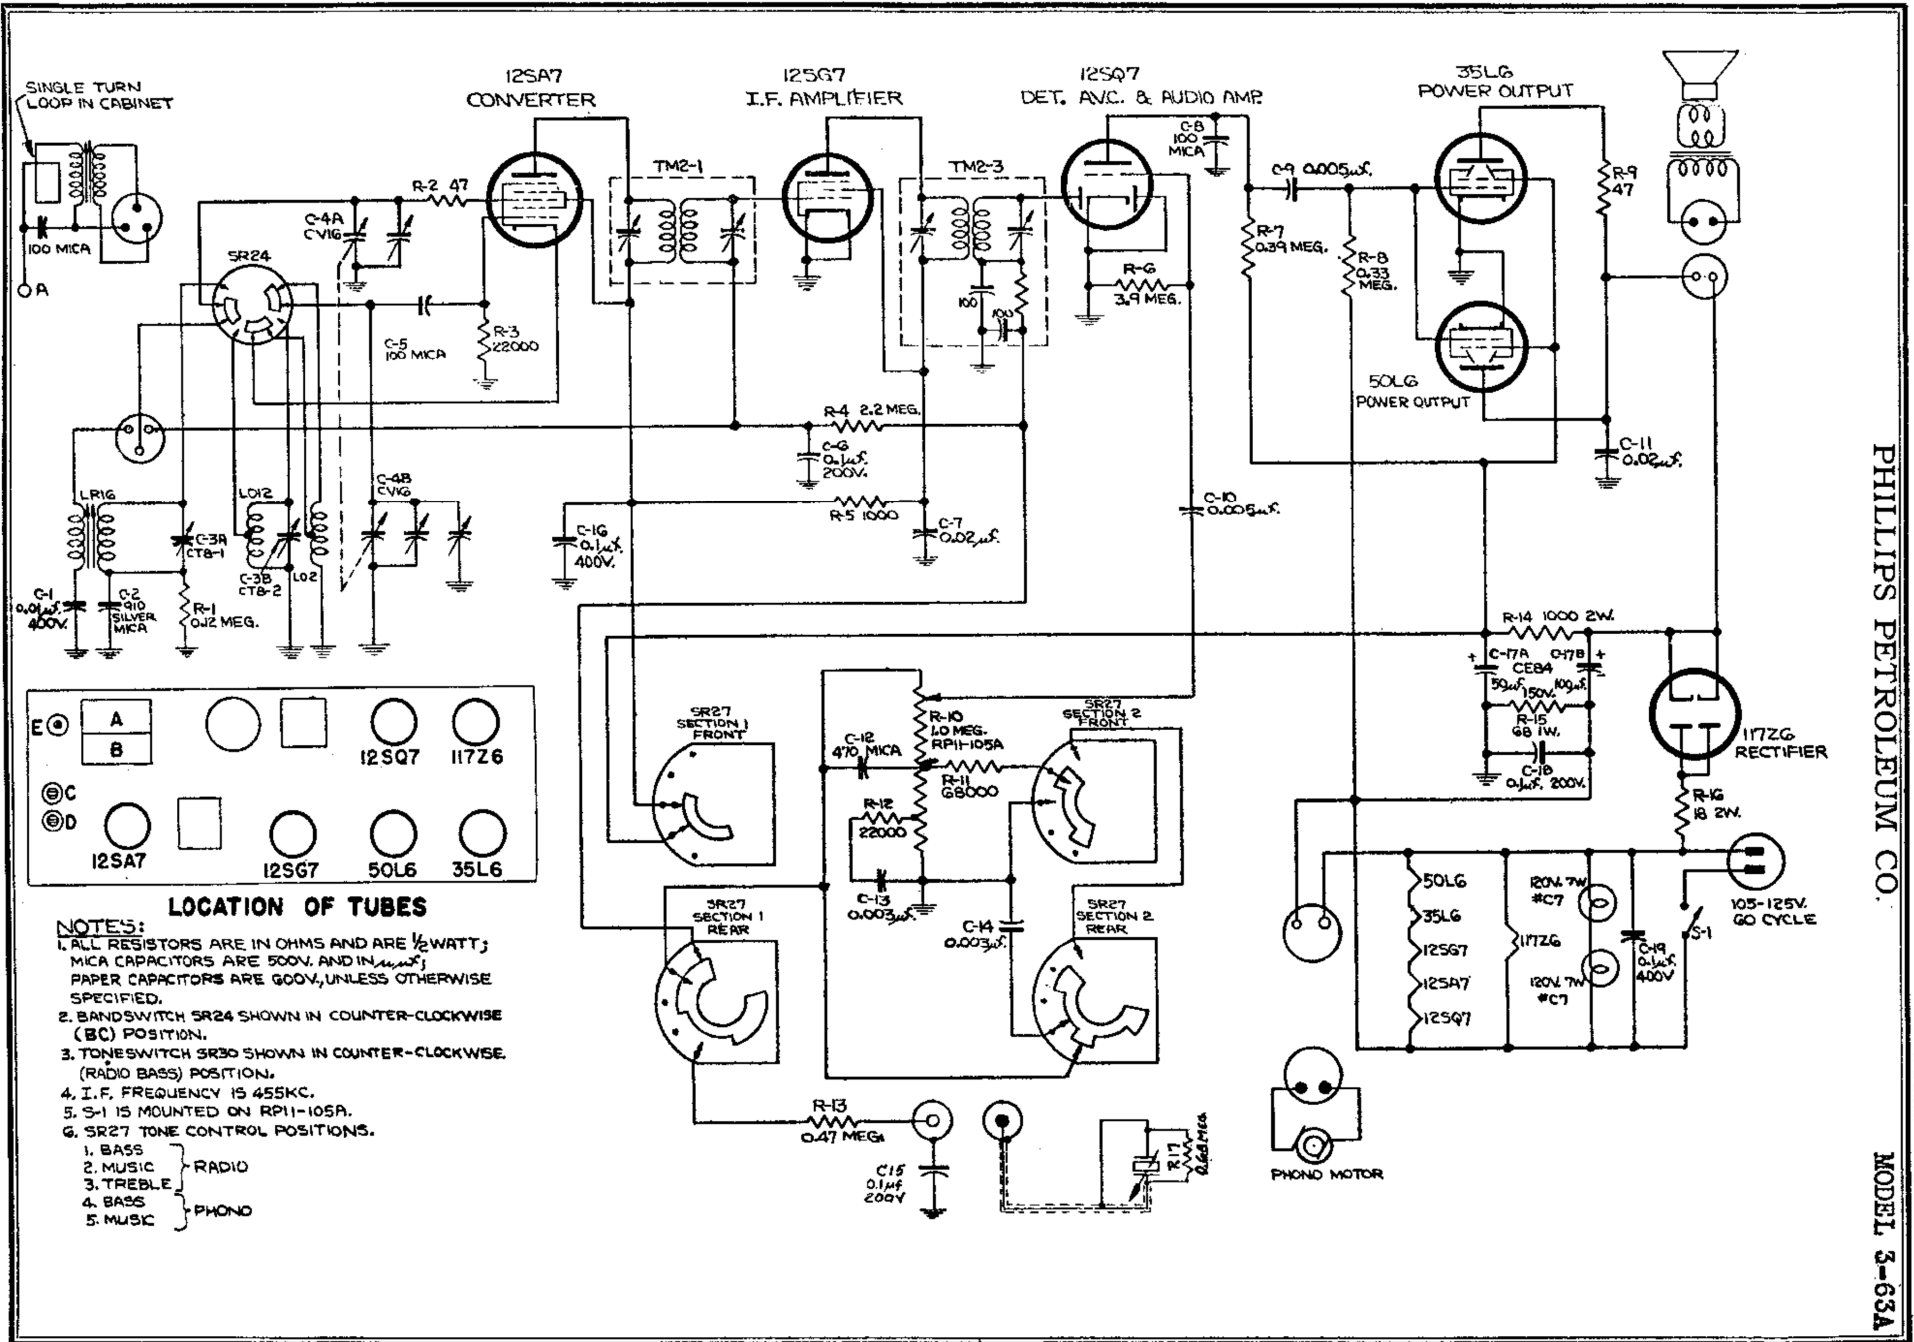 SINGLE TURN
LOOP IN CABINET
100 MICA
A
SR24
R-2 47
C-4A
CV16
12SA7
CONVERTER
TM2-1
12SG7
I.F. AMPLIFIER
TM2-3
100
100
12SQ7
DET. AVC. & AUDIO AMP.
C-8
100
MICA
C-9 0.005µf.
35L6
POWER OUTPUT
R-9
47
R-7
0.39 MEG.
R-8
0.33
MEG.
R-6
3.9 MEG.
50L6
POWER OUTPUT
C-11
0.02µf.
C-5
100 MICA
R-3
22000
R-4 2.2 MEG.
C-6
0.1µf.
200V.
R-5 1000
C-7
0.02µf.
C-10
0.005µf.
C-16
0.1µf.
400V.
LR16
C-1
0.01µf.
400V.
C-2
910
SILVER
MICA
C-3A
CT8-1
R-1
0.12 MEG.
LO12
C-3B
CT8-2
LO2
C-4B
CV16
R-14 1000 2W.
+ C-17A C-17B +
CE84
50µf. 100µf.
150V.
R-15
68 1W.
C-18
0.1µf. 200V.
117Z6
RECTIFIER
R-16
18 2W.
SR27
SECTION 1
FRONT
C-12
470 MICA
R-10
1.0 MEG.
RP11-105A
R-11
68000
R-12
22000
C-13
0.003µf.
SR27
SECTION 2
FRONT
SR27
SECTION 1
REAR
C-14
0.003µf.
SR27
SECTION 2
REAR
R-13
0.47 MEG.
C15
0.1µf
200V
R17
0.68 MEG
50L6
35L6
12SG7
12SA7
12SQ7
117Z6
120V. 7W
#C7
120V. 7W
#C7
C-19
0.1µf.
400V
S-1
105-125V.
60 CYCLE
PHONO MOTOR
E
A
B
C
D
12SQ7
117Z6
12SA7
12SG7
50L6
35L6
LOCATION OF TUBES
NOTES:
1. ALL RESISTORS ARE IN OHMS AND ARE ½ WATT;
MICA CAPACITORS ARE 500V. AND IN µµf;
PAPER CAPACITORS ARE 600V., UNLESS OTHERWISE
SPECIFIED.
2. BANDSWITCH SR24 SHOWN IN COUNTER-CLOCKWISE
(BC) POSITION.
3. TONESWITCH SR30 SHOWN IN COUNTER-CLOCKWISE.
(RADIO BASS) POSITION.
4. I.F. FREQUENCY IS 455KC.
5. S-1 IS MOUNTED ON RP11-105A.
6. SR27 TONE CONTROL POSITIONS.
1. BASS
2. MUSIC
3. TREBLE
RADIO
4. BASS
5. MUSIC
PHONO
PHILLIPS PETROLEUM CO.
MODEL 3-63A